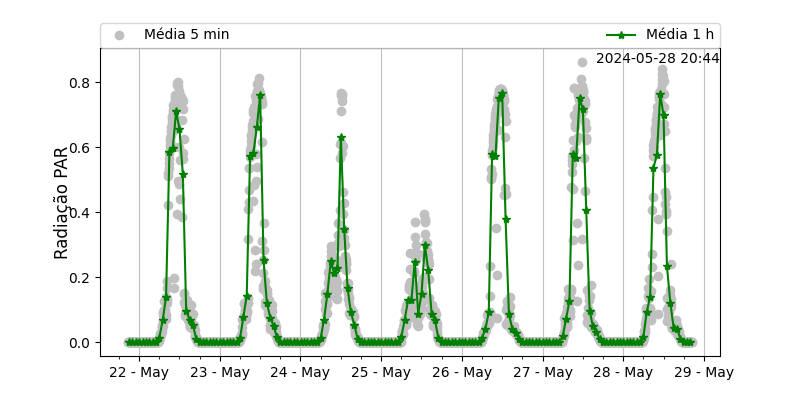 Média 5 min
Média 1 h
2024-05-28 20:44
Radiação PAR
0.8
0.6
0.4
0.2
0.0
22 - May
23 - May
24 - May
25 - May
26 - May
27 - May
28 - May
29 - May